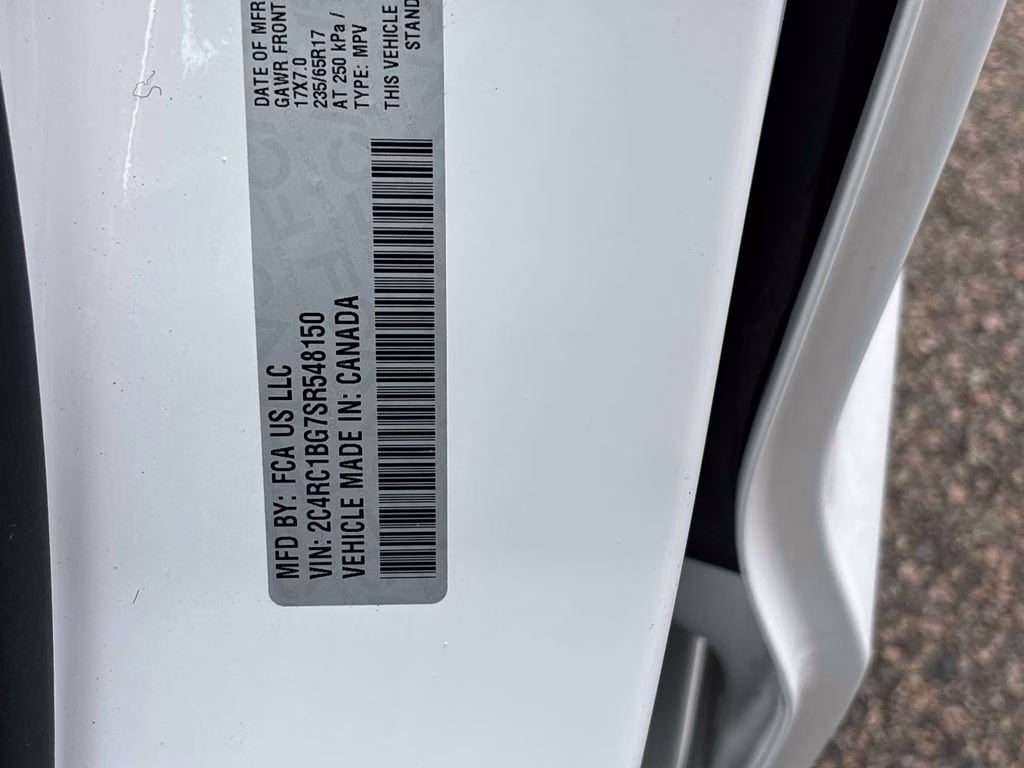 MFD BY: FCA US LLC
VIN: 2C4RC1BG7SR548150
VEHICLE MADE IN: CANADA
DATE OF MFR
GAWR FRONT
17X7.0
235/65R17
AT 250 kPa /
TYPE: MPV
THIS VEHICLE
STAND